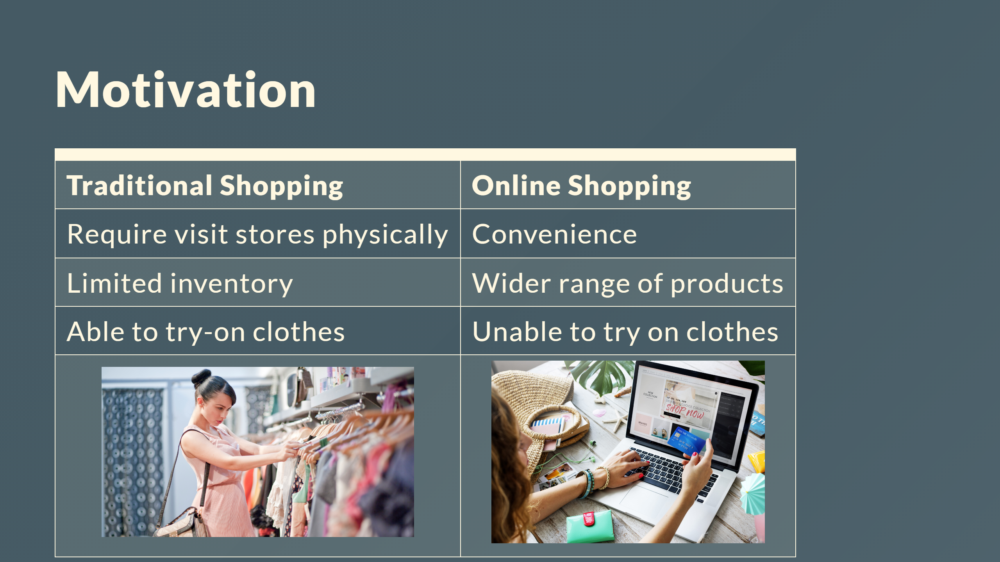 Motivation
Traditional Shopping
Online Shopping
Require visit stores physically
Convenience
Limited inventory
Wider range of products
Able to try-on clothes
Unable to try on clothes
NEW
COLLECTION
UP TO 50% OFF
DESIGNER'S CHOICE COLLECTION
SHOP NOW
BRANDS
PREMIUM Credit